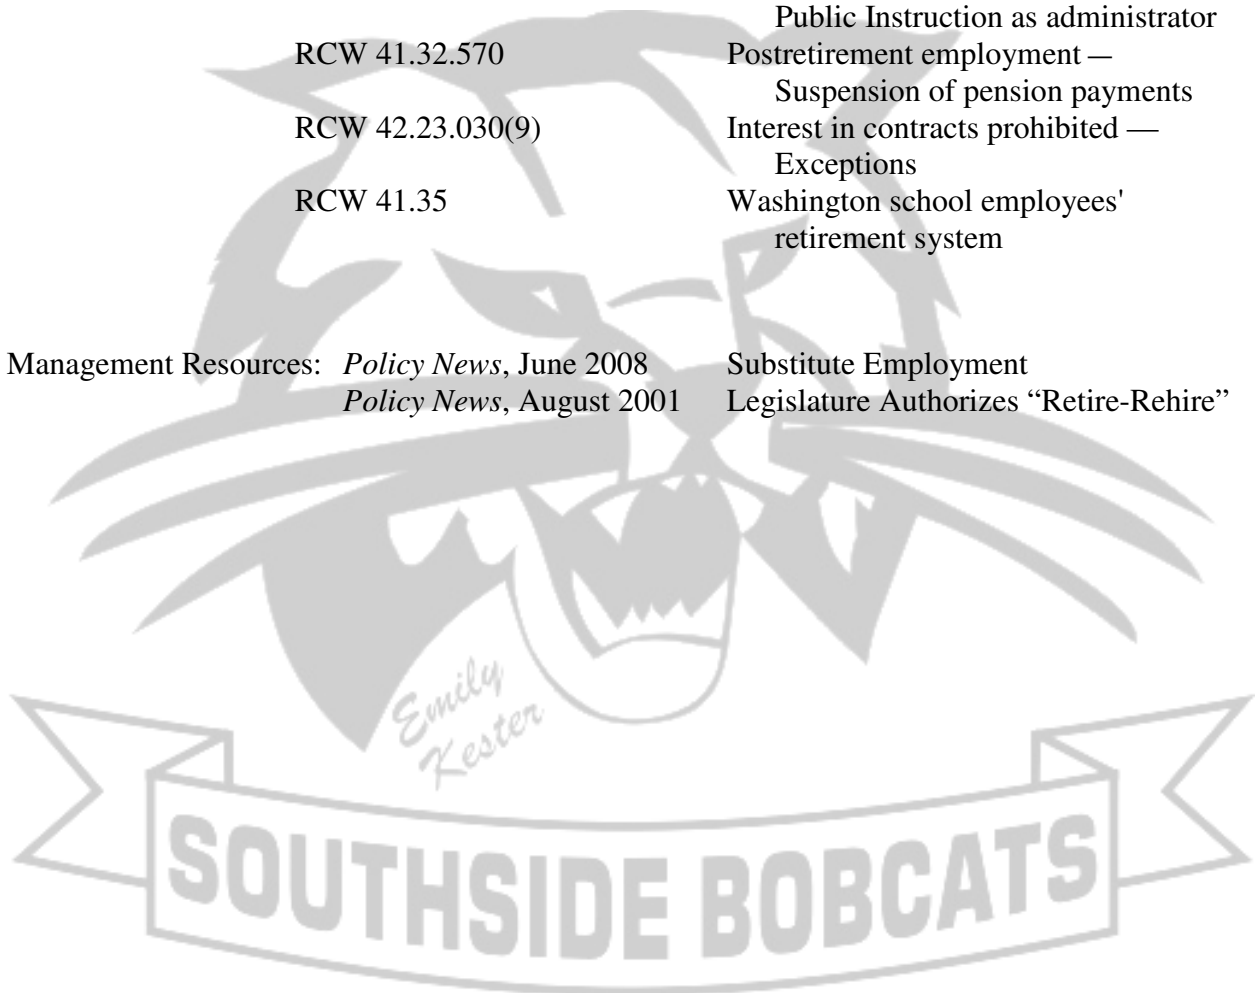 Public Instruction as administrator
RCW 41.32.570 Postretirement employment —
Suspension of pension payments
RCW 42.23.030(9) Interest in contracts prohibited —
Exceptions
RCW 41.35 Washington school employees'
retirement system
Management Resources: Policy News, June 2008 Substitute Employment
Policy News, August 2001 Legislature Authorizes “Retire-Rehire”
Emily
Kester
SOUTHSIDE BOBCATS